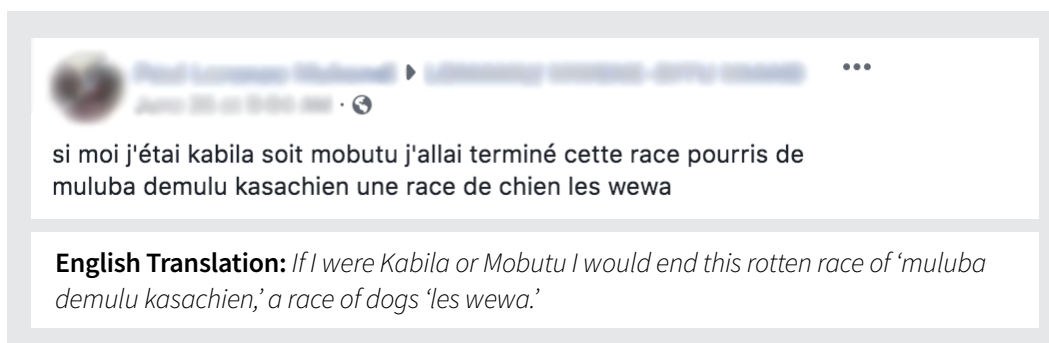 si moi j'étai kabila soit mobutu j'allai terminé cette race pourris de
muluba demulu kasachien une race de chien les wewa
English Translation: If I were Kabila or Mobutu I would end this rotten race of ‘muluba
demulu kasachien,’ a race of dogs ‘les wewa.’